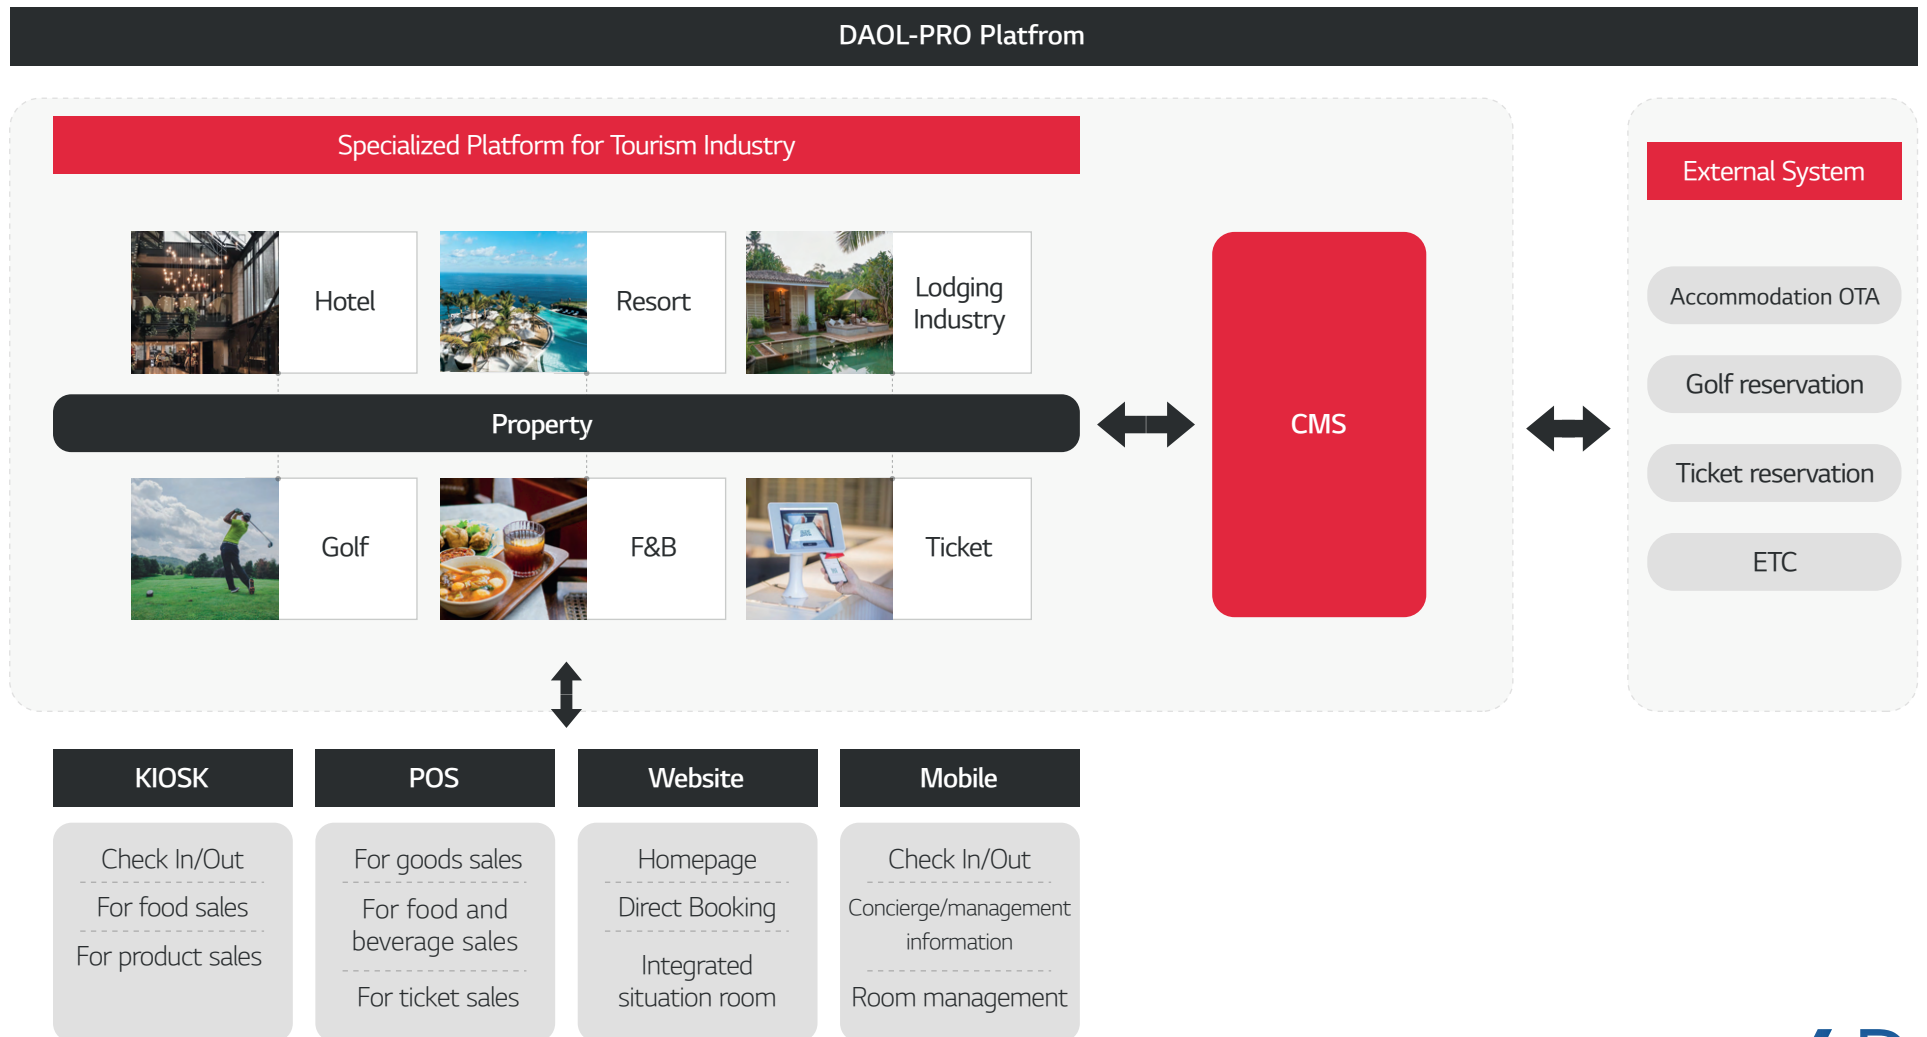 DAOL-PRO Platfrom
Specialized Platform for Tourism Industry
External System
Hotel
Resort
Lodging
Industry
Accommodation OTA
Golf reservation
Property
CMS
Ticket reservation
Golf
F&B
Ticket
ETC
KIOSK
POS
Website
Mobile
Check In/Out
For food sales
For product sales
For goods sales
For food and
beverage sales
For ticket sales
Homepage
Direct Booking
Integrated
situation room
Check In/Out
Concierge/management
information
Room management